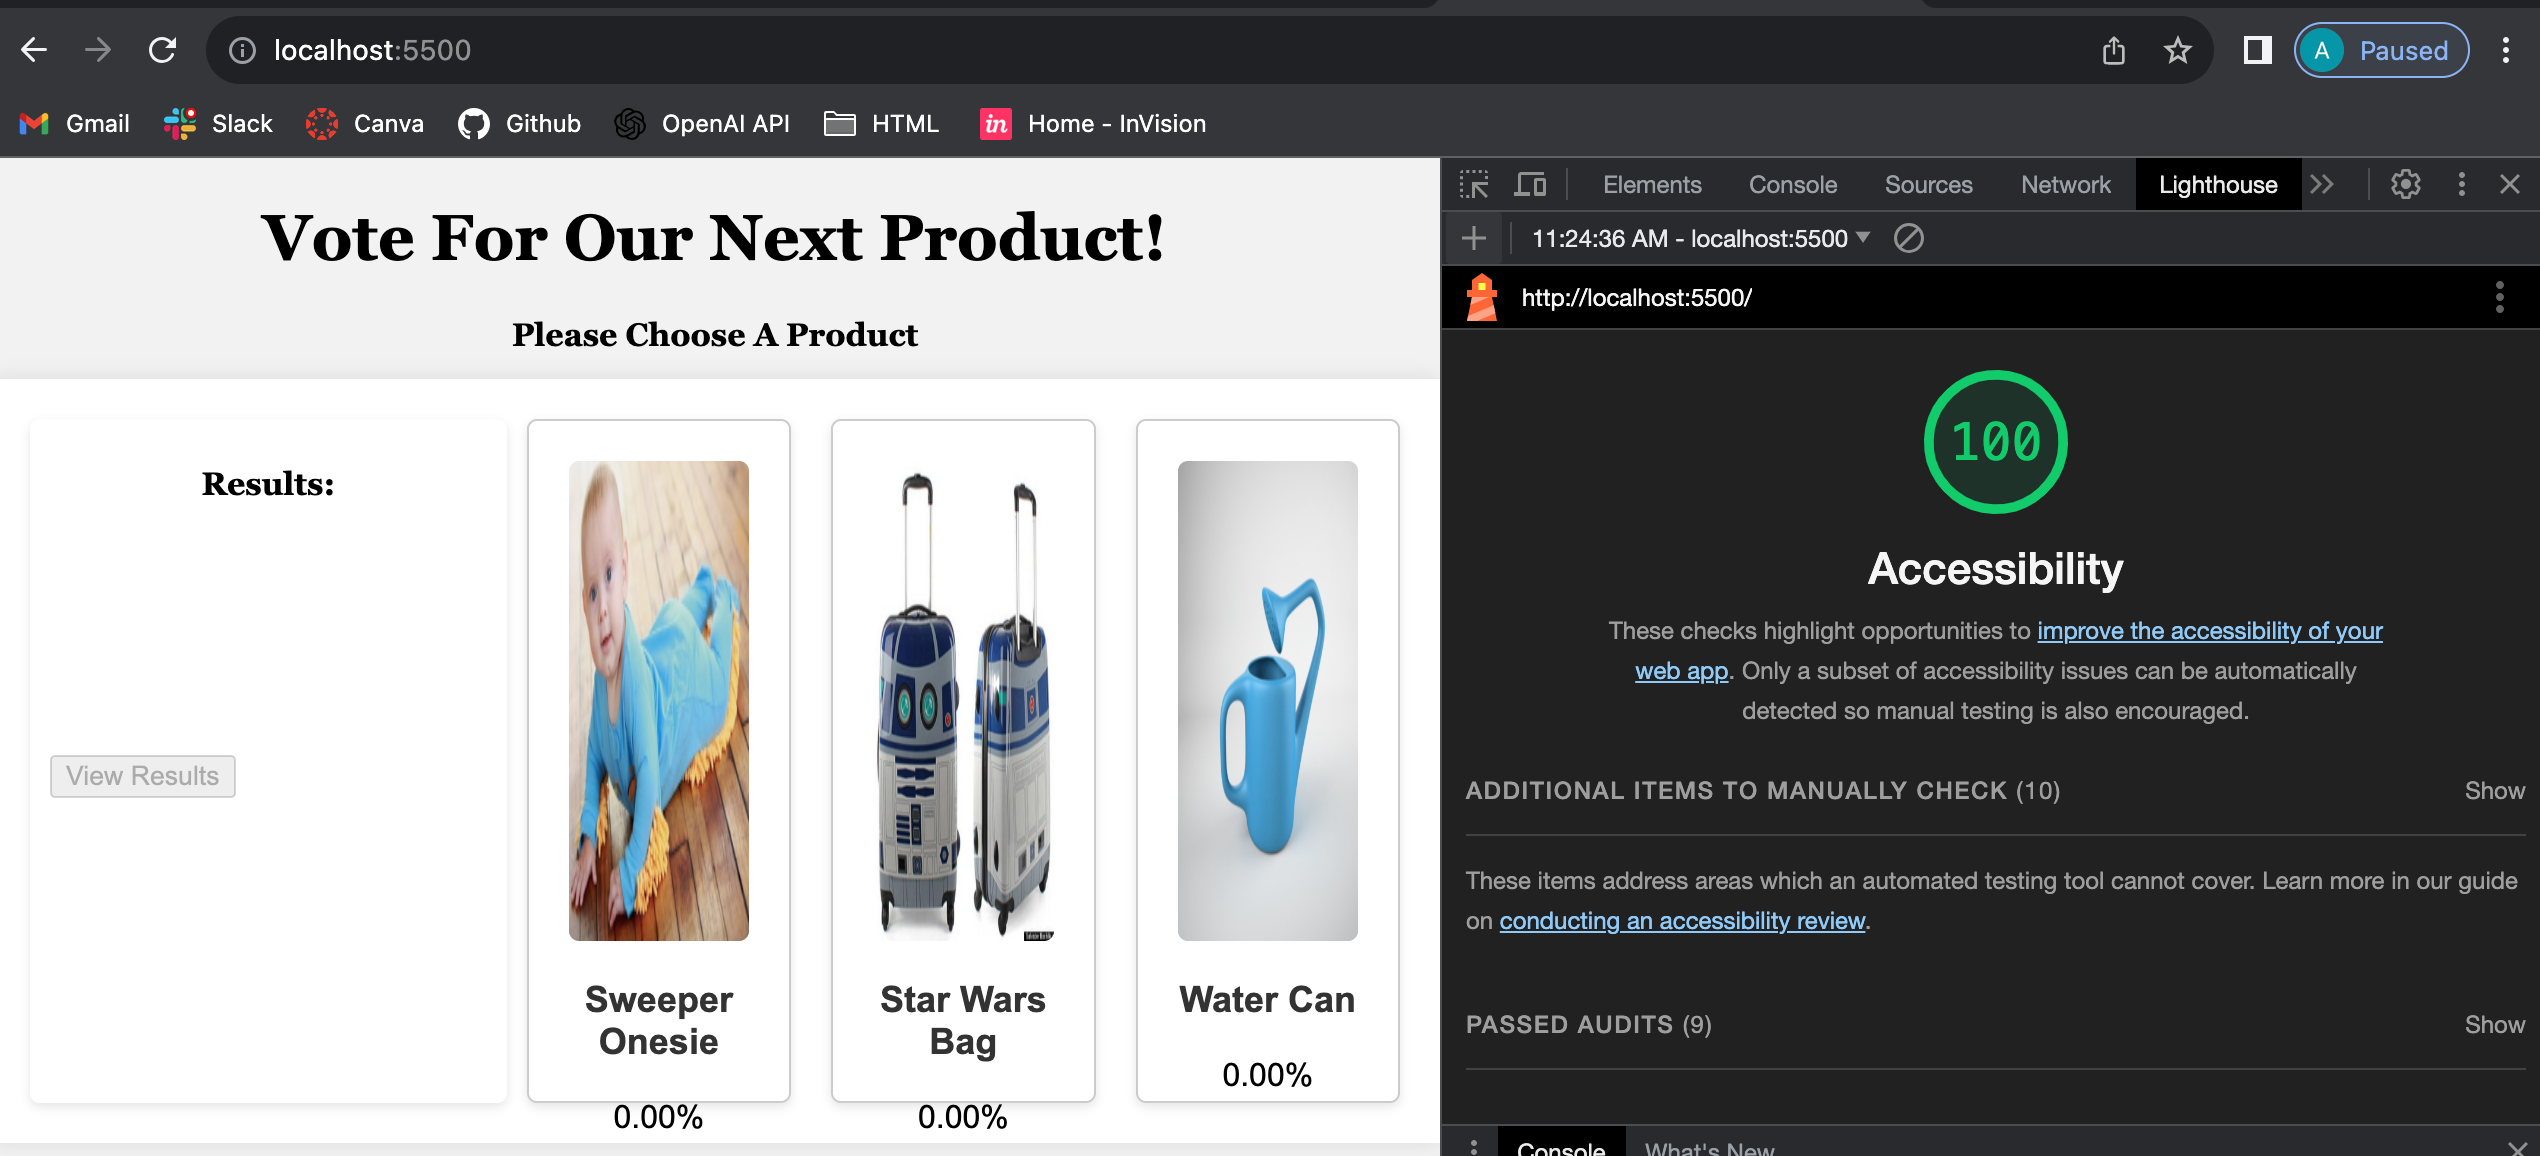 localhost:5500
A Paused
Gmail Slack Canva Github OpenAI API HTML in Home - InVision
Vote For Our Next Product!
Please Choose A Product
Results:
View Results
Sweeper
Onesie
0.00%
Star Wars
Bag
0.00%
Water Can
0.00%
Elements Console Sources Network Lighthouse
11:24:36 AM - localhost:5500
http://localhost:5500/
100
Accessibility
These checks highlight opportunities to improve the accessibility of your
web app. Only a subset of accessibility issues can be automatically
detected so manual testing is also encouraged.
ADDITIONAL ITEMS TO MANUALLY CHECK (10) Show
These items address areas which an automated testing tool cannot cover. Learn more in our guide
on conducting an accessibility review.
PASSED AUDITS (9) Show
Console What's New